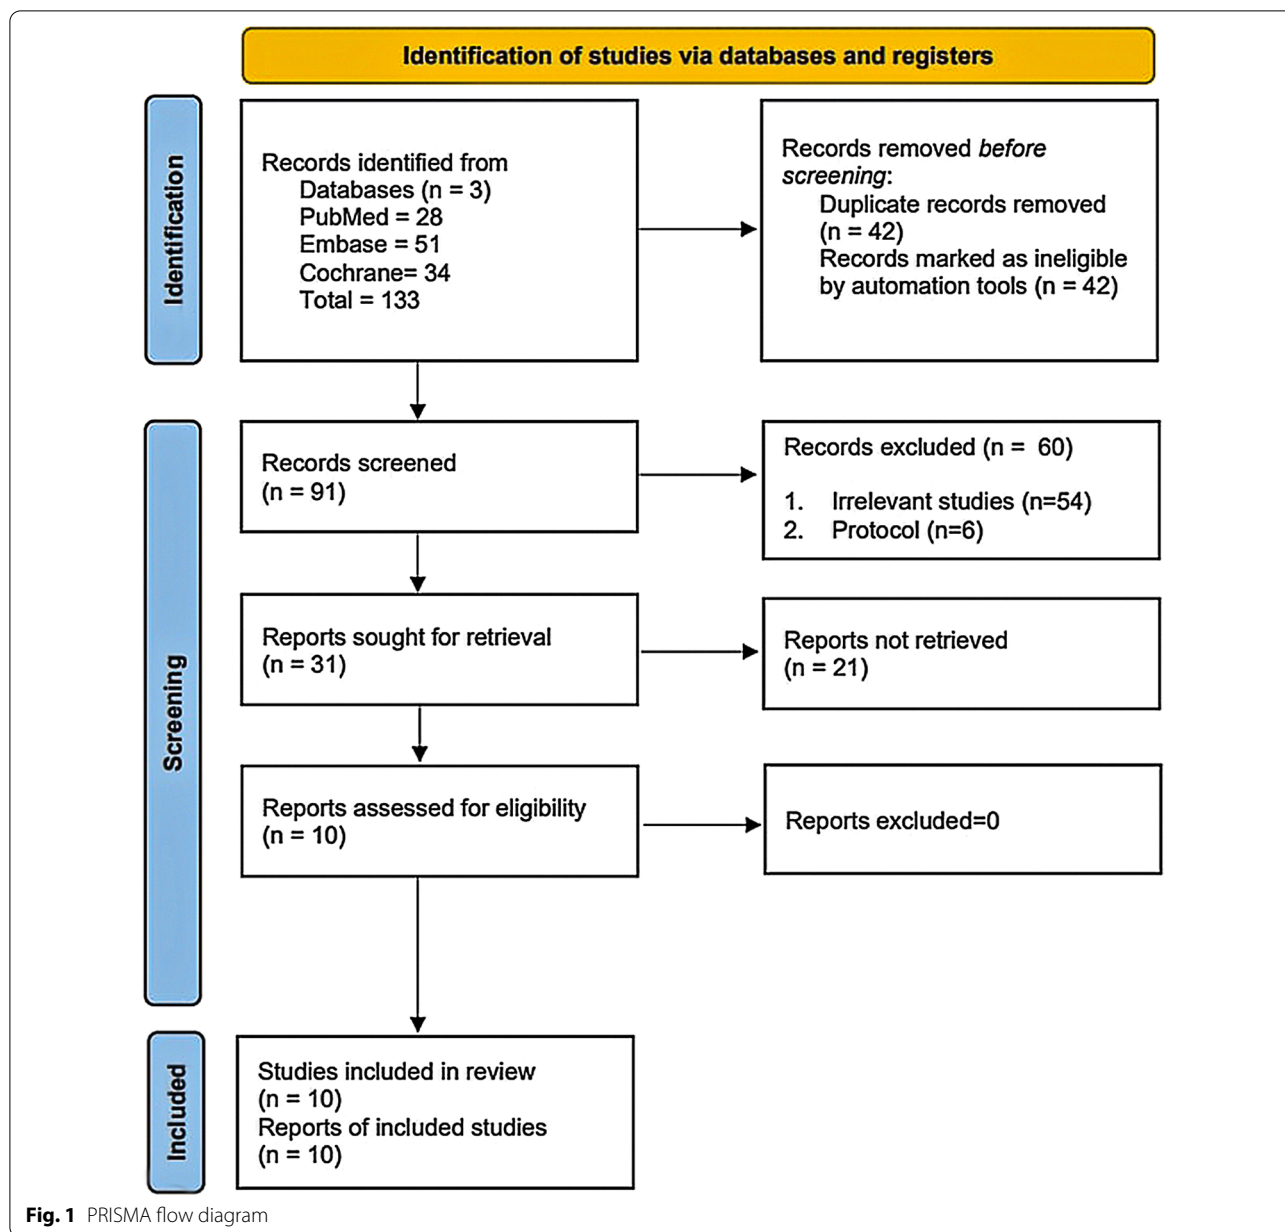 Identification of studies via databases and registers
Identification
Records identified from
Databases (n = 3)
PubMed = 28
Embase = 51
Cochrane= 34
Total = 133
Records removed before
screening:
Duplicate records removed
(n = 42)
Records marked as ineligible
by automation tools (n = 42)
Screening
Records screened
(n = 91)
Records excluded (n = 60)
1. Irrelevant studies (n=54)
2. Protocol (n=6)
Reports sought for retrieval
(n = 31)
Reports not retrieved
(n = 21)
Reports assessed for eligibility
(n = 10)
Reports excluded=0
Included
Studies included in review
(n = 10)
Reports of included studies
(n = 10)
Fig. 1 PRISMA flow diagram